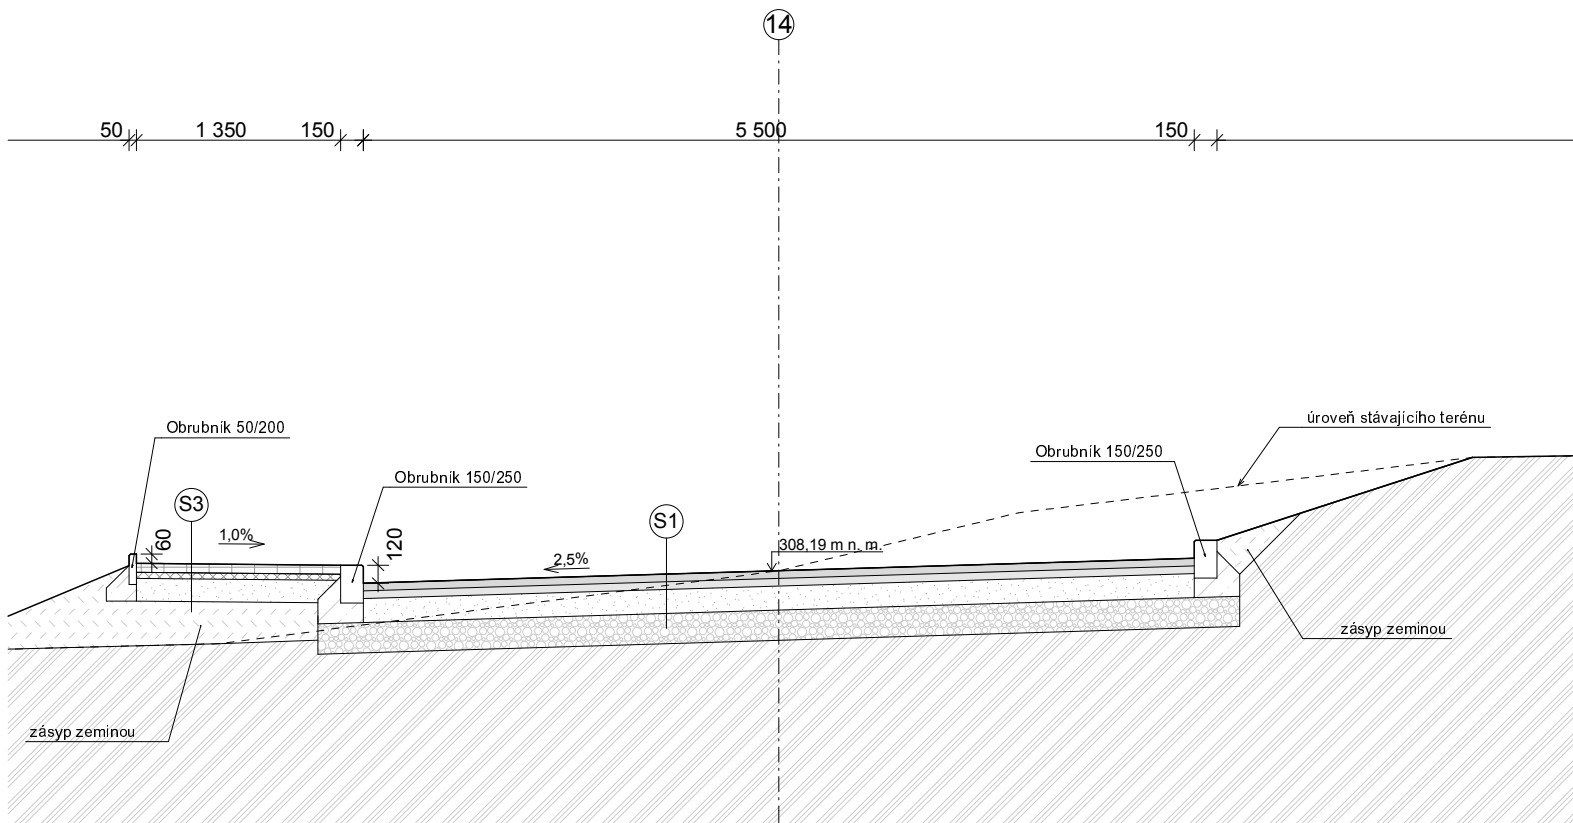 14
50
1 350
150
5 500
150
úroveň stávajícího terénu
Obrubník 50/200
Obrubník 150/250
Obrubník 150/250
S3
S1
60
1,0%
120
2,5%
308,19 m n. m.
zásyp zeminou
zásyp zeminou